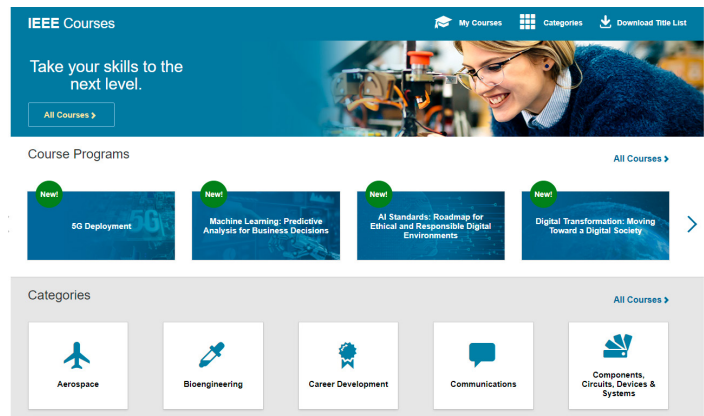 IEEE Courses
My Courses
Categories
Download Title List
Take your skills to the
next level.
All Courses
Course Programs
All Courses
New!
5G Deployment
5G
New!
Machine Learning: Predictive
Analysis for Business Decisions
New!
AI Standards: Roadmap for
Ethical and Responsible Digital
Environments
New!
Digital Transformation: Moving
Toward a Digital Society
Categories
All Courses
Aerospace
Bioengineering
Career Development
Communications
Components,
Circuits, Devices &
Systems